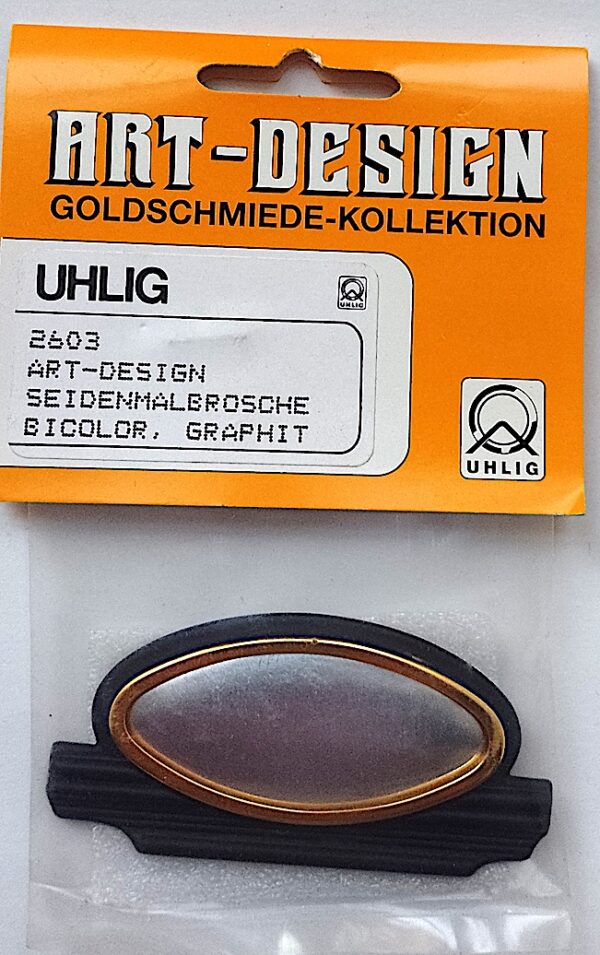 ART-DESIGN
GOLDSCHMIEDE-KOLLEKTION
UHLIG
UHLIG
2603
ART-DESIGN
SEIDENMALBROSCHE
BICOLOR, GRAPHIT
UHLIG